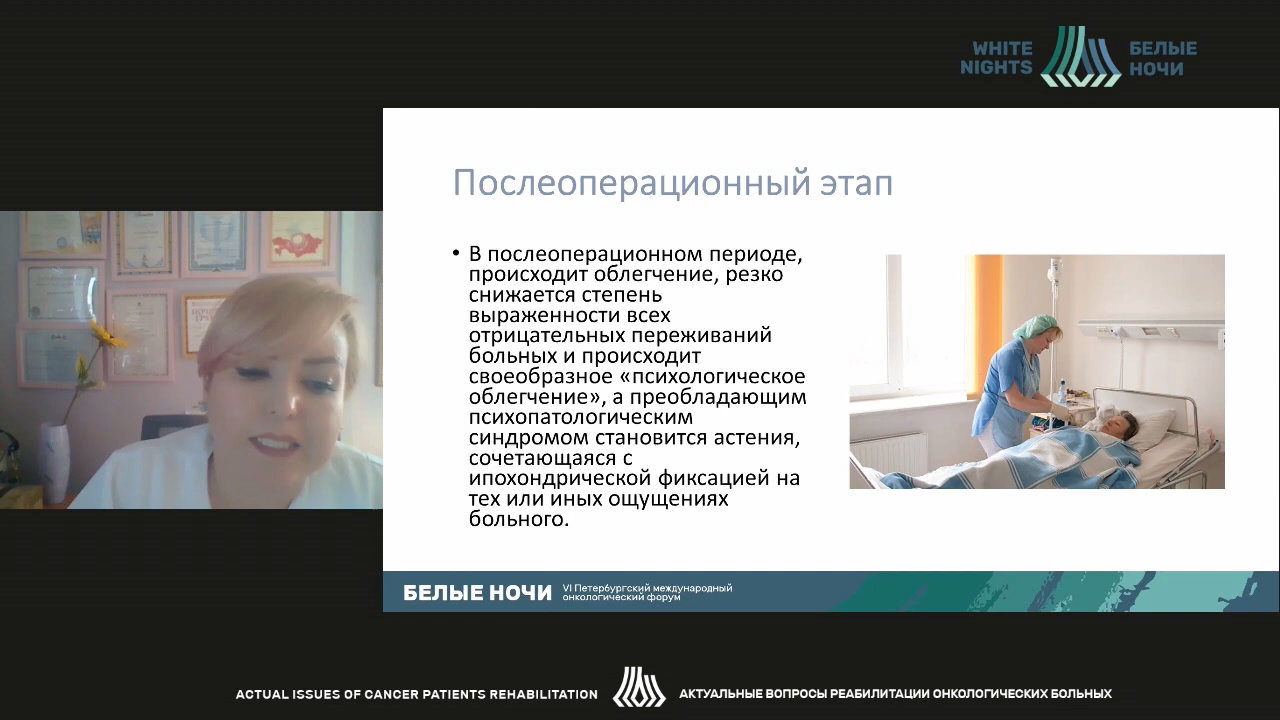 WHITE
NIGHTS
БЕЛЫЕ
НОЧИ
Послеоперационный этап
• В послеоперационном периоде,
происходит облегчение, резко
снижается степень
выраженности всех
отрицательных переживаний
больных и происходит
своеобразное «психологическое
облегчение», а преобладающим
психопатологическим
синдромом становится астения,
сочетающаяся с
ипохондрической фиксацией на
тех или иных ощущениях
больного.
БЕЛЫЕ НОЧИ
VI Петербургский международный
онкологический форум
ACTUAL ISSUES OF CANCER PATIENTS REHABILITATION
АКТУАЛЬНЫЕ ВОПРОСЫ РЕАБИЛИТАЦИИ ОНКОЛОГИЧЕСКИХ БОЛЬНЫХ